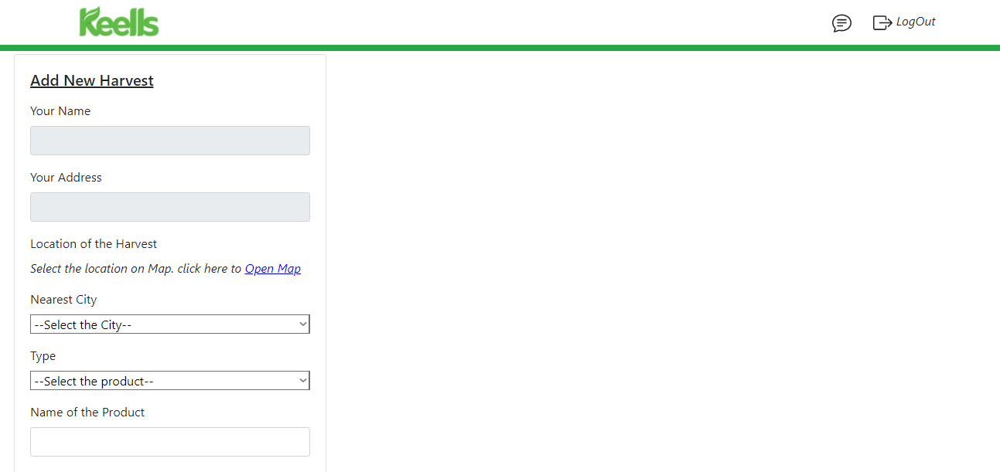 Keells
LogOut
Add New Harvest
Your Name
Your Address
Location of the Harvest
Select the location on Map. click here to Open Map
Nearest City
--Select the City--
Type
--Select the product--
Name of the Product